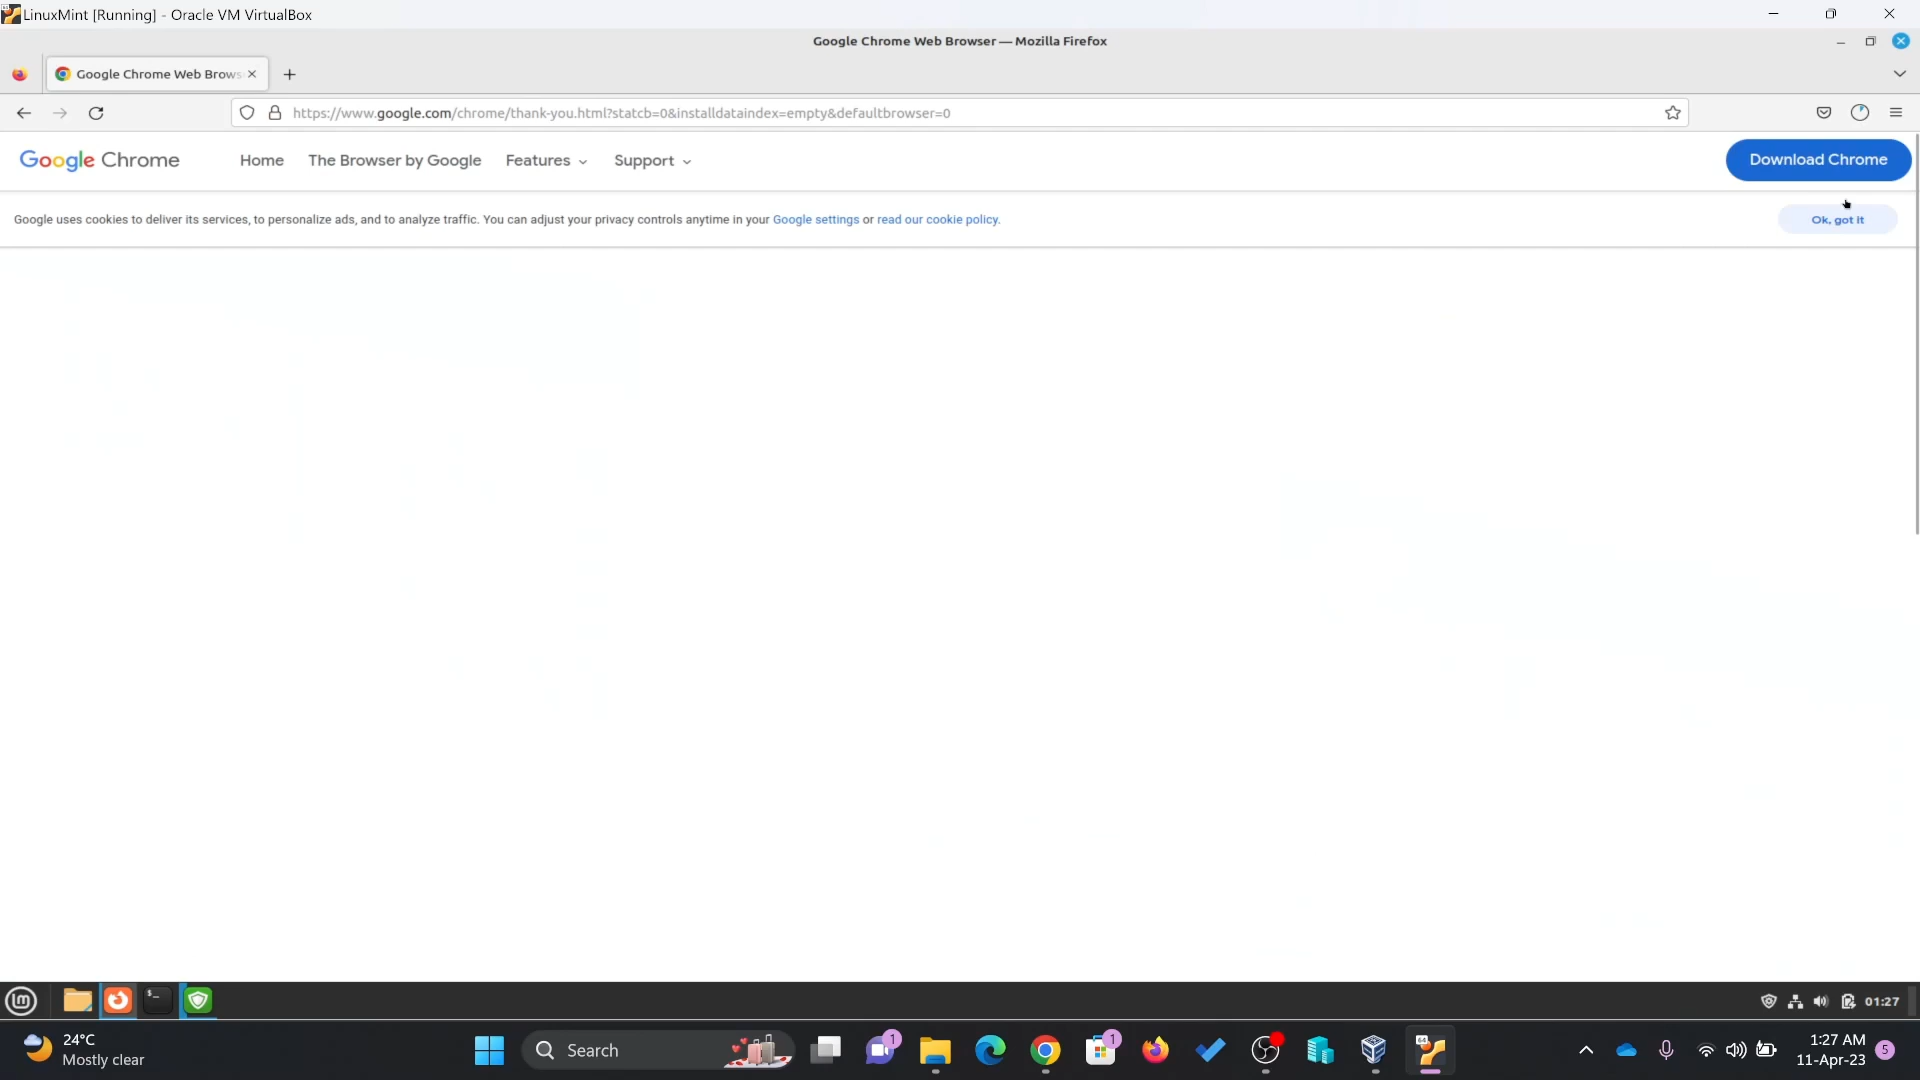 LinuxMint [Running] - Oracle VM VirtualBox
Google Chrome Web Browser — Mozilla Firefox
Google Chrome Web Brows
https://www.google.com/chrome/thank-you.html?statcb=0&installdataindex=empty&defaultbrowser=0
Google Chrome Home The Browser by Google Features Support Download Chrome
Google uses cookies to deliver its services, to personalize ads, and to analyze traffic. You can adjust your privacy controls anytime in your Google settings or read our cookie policy. Ok, got it
01:27
24°C
Mostly clear
Search
1
1
64
1:27 AM
11-Apr-23
5